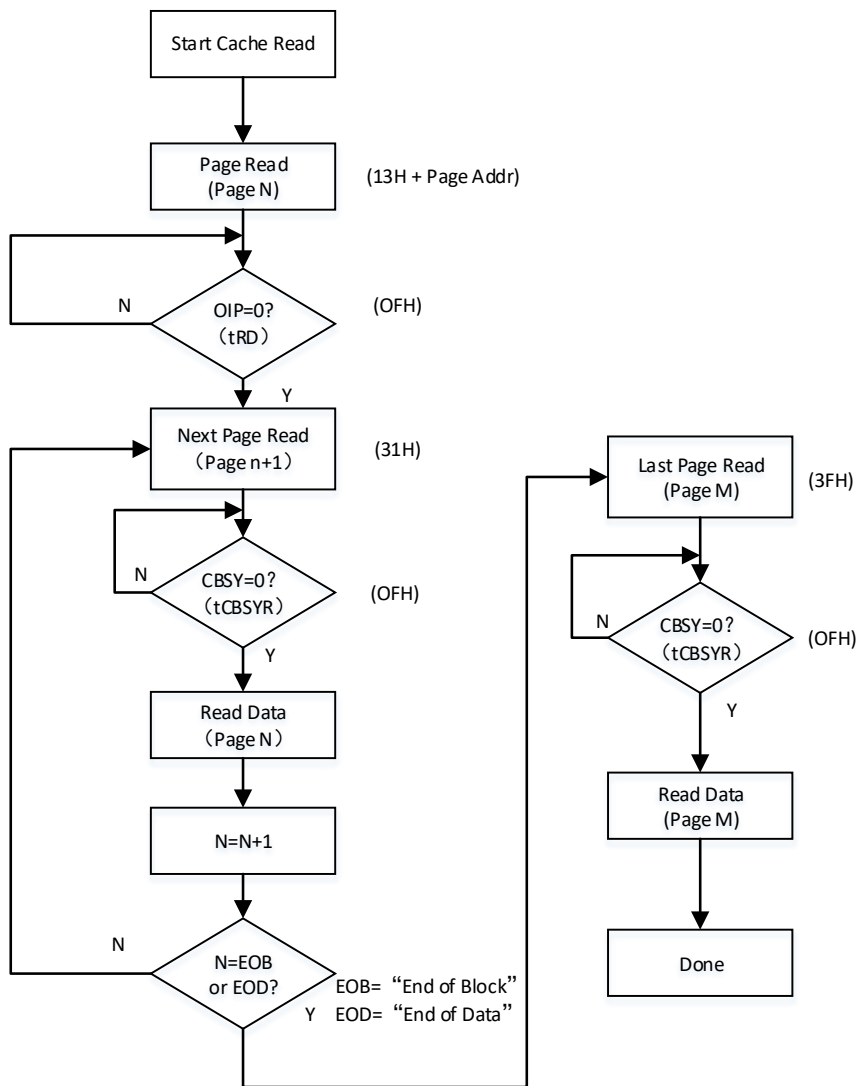 Start Cache Read
Page Read
(Page N)
(13H + Page Addr)
N
OIP=0?
（tRD）
(OFH)
Y
Next Page Read
（Page n+1）
(31H)
N
CBSY=0?
（tCBSYR）
(OFH)
Y
Read Data
（Page N）
N=N+1
N
N=EOB
or EOD?
EOB= “End of Block”
Y
EOD= “End of Data”
Last Page Read
(Page M)
(3FH)
N
CBSY=0?
（tCBSYR）
(OFH)
Y
Read Data
(Page M)
Done